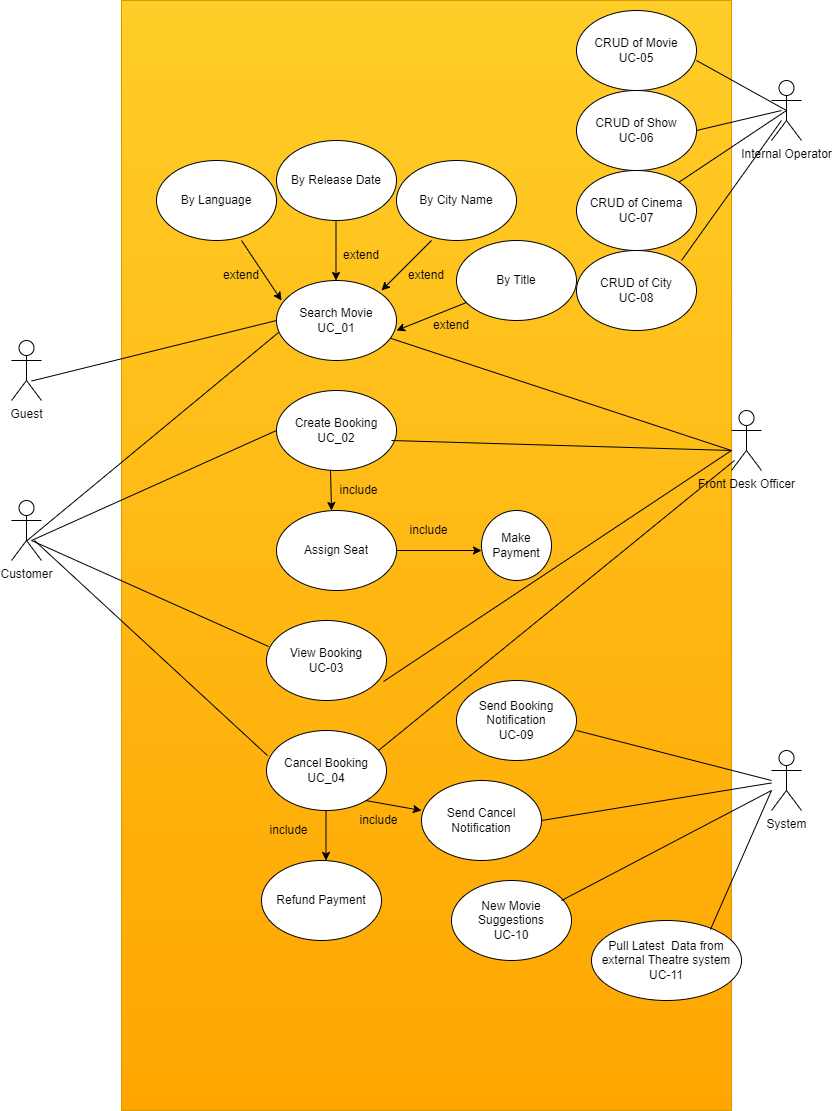 CRUD of Movie
UC-05
CRUD of Show
UC-06
Internal Operator
By Release Date
By Language
By City Name
CRUD of Cinema
UC-07
extend
extend
extend
By Title
CRUD of City
UC-08
Search Movie
UC_01
extend
Guest
Create Booking
UC_02
Front Desk Officer
include
include
Assign Seat
Make
Payment
Customer
View Booking
UC-03
Send Booking
Notification
UC-09
Cancel Booking
UC_04
include
include
Send Cancel
Notification
System
Refund Payment
New Movie
Suggestions
UC-10
Pull Latest  Data from
external Theatre system
UC-11